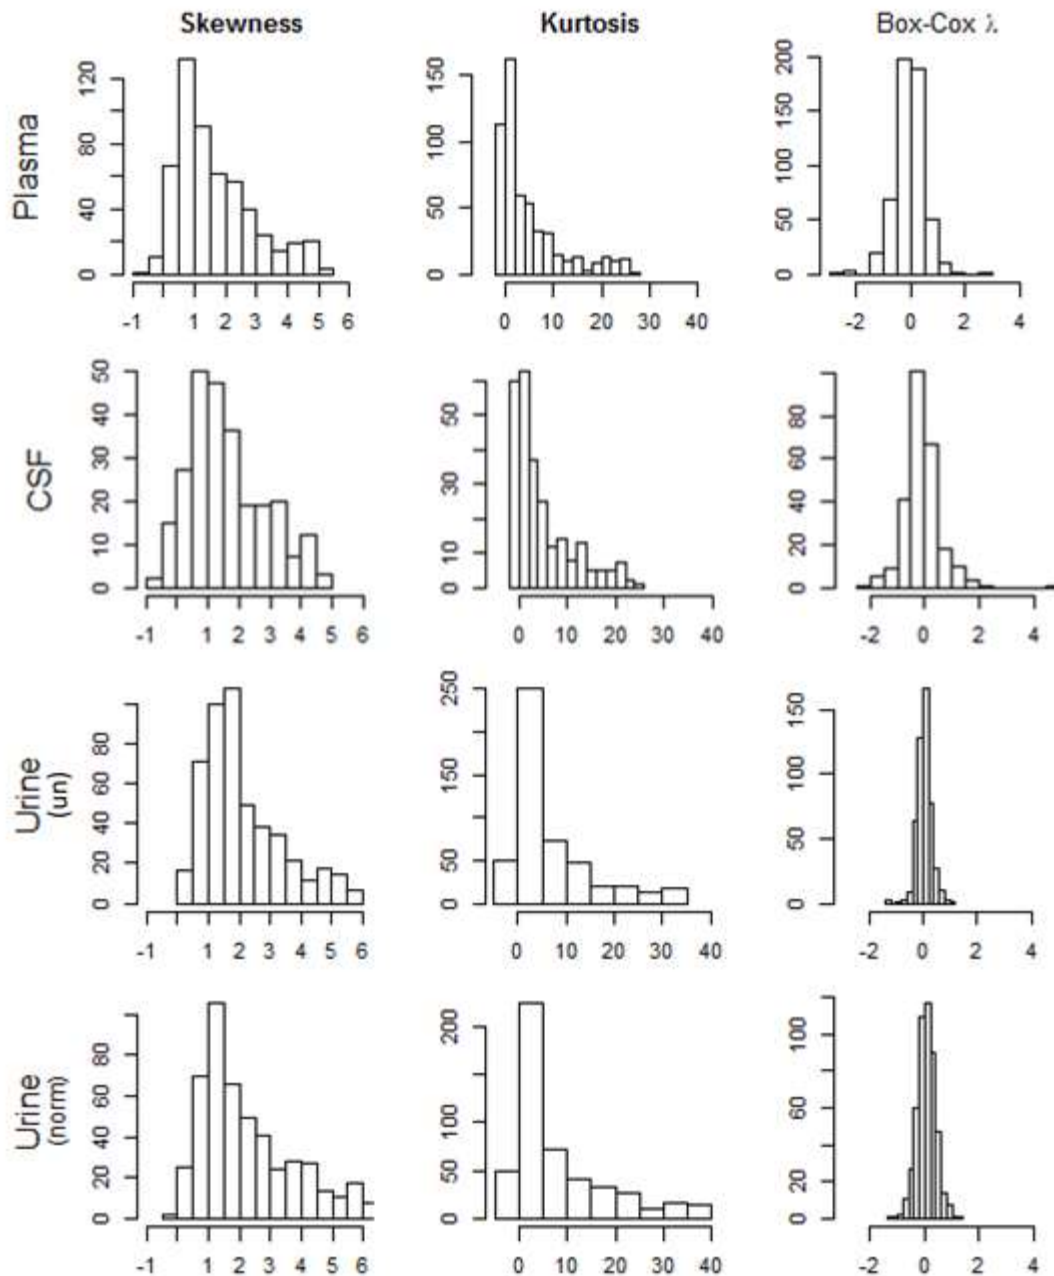 Skewness Kurtosis Box-Cox λ
Plasma
0 40 80 120
-1 1 2 3 4 5 6
0 50 100 150
0 10 20 30 40
0 50 100 150 200
-2 0 2 4
CSF
0 10 20 30 40 50
-1 1 2 3 4 5 6
0 10 30 50
0 10 20 30 40
0 20 40 60 80
-2 0 2 4
Urine
(un)
0 20 40 60 80
-1 1 2 3 4 5 6
0 50 150 250
0 10 20 30 40
0 50 100 150
-2 0 2 4
Urine
(norm)
0 20 40 60 80
-1 0 1 2 3 4 5 6
0 50 100 200
0 10 20 30 40
0 20 60 100
-2 0 2 4